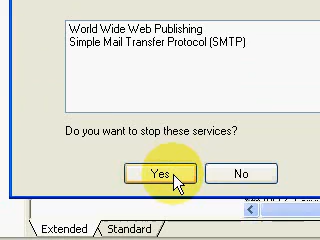 World Wide Web Publishing
Simple Mail Transfer Protocol (SMTP)
Do you want to stop these services?
Yes
No
Extended
Standard